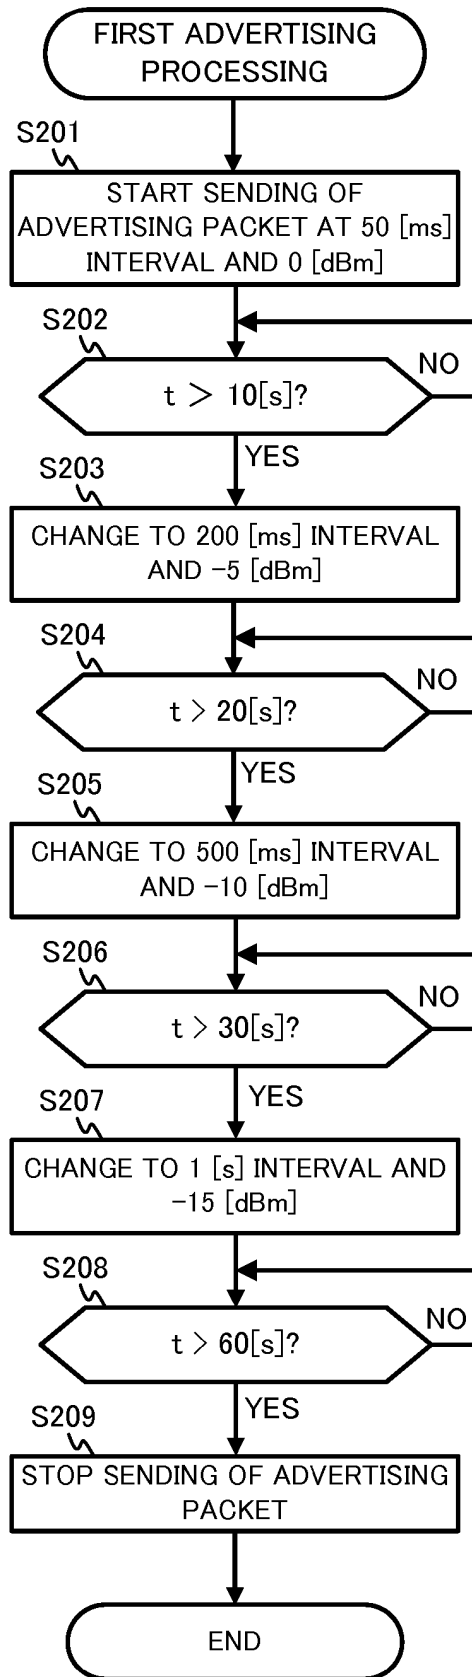 FIRST ADVERTISING
PROCESSING
S201
START SENDING OF
ADVERTISING PACKET AT 50 [ms]
INTERVAL AND 0 [dBm]
S202
t > 10[s]?
NO
YES
S203
CHANGE TO 200 [ms] INTERVAL
AND -5 [dBm]
S204
t > 20[s]?
NO
YES
S205
CHANGE TO 500 [ms] INTERVAL
AND -10 [dBm]
S206
t > 30[s]?
NO
YES
S207
CHANGE TO 1 [s] INTERVAL AND
-15 [dBm]
S208
t > 60[s]?
NO
YES
S209
STOP SENDING OF ADVERTISING
PACKET
END